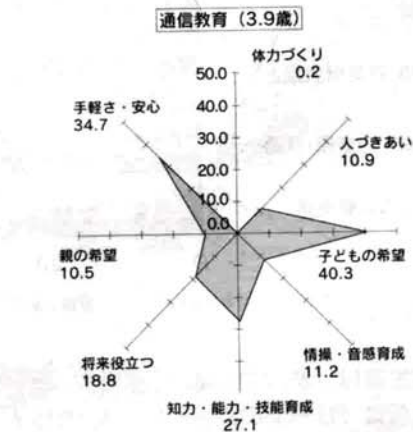 通信教育（3.9歳）
体力づくり
0.2
50.0
40.0
30.0
20.0
10.0
0.0
手軽さ・安心
34.7
人づきあい
10.9
親の希望
10.5
子どもの希望
40.3
将来役立つ
18.8
情操・音感育成
11.2
知力・能力・技能育成
27.1